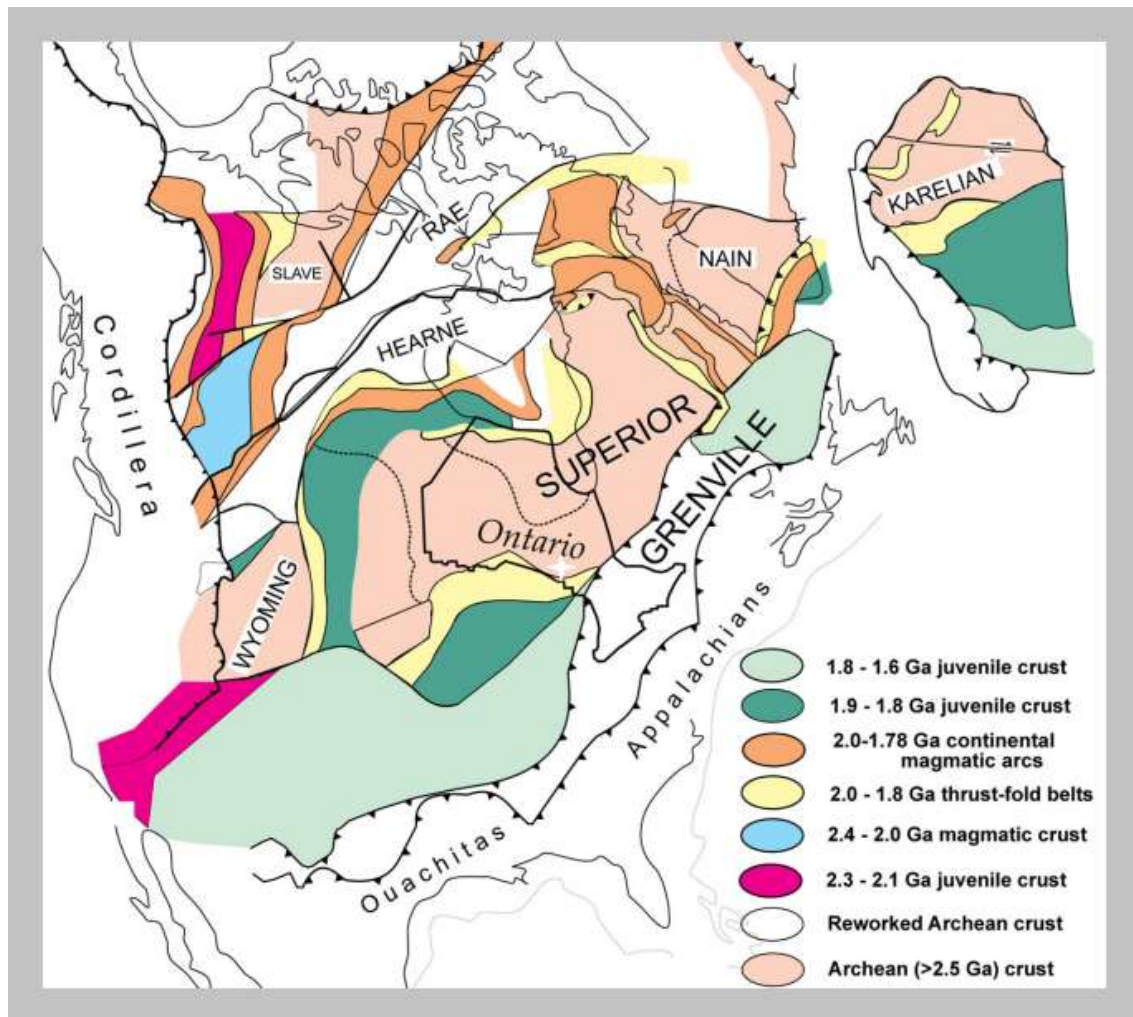 KARELIAN
RAE
NAIN
SLAVE
HEARNE
Cordillera
SUPERIOR
GRENVILLE
Ontario
WYOMING
Appalachians
Ouachitas
1.8 - 1.6 Ga juvenile crust
1.9 - 1.8 Ga juvenile crust
2.0-1.78 Ga continental
magmatic arcs
2.0 - 1.8 Ga thrust-fold belts
2.4 - 2.0 Ga magmatic crust
2.3 - 2.1 Ga juvenile crust
Reworked Archean crust
Archean (>2.5 Ga) crust